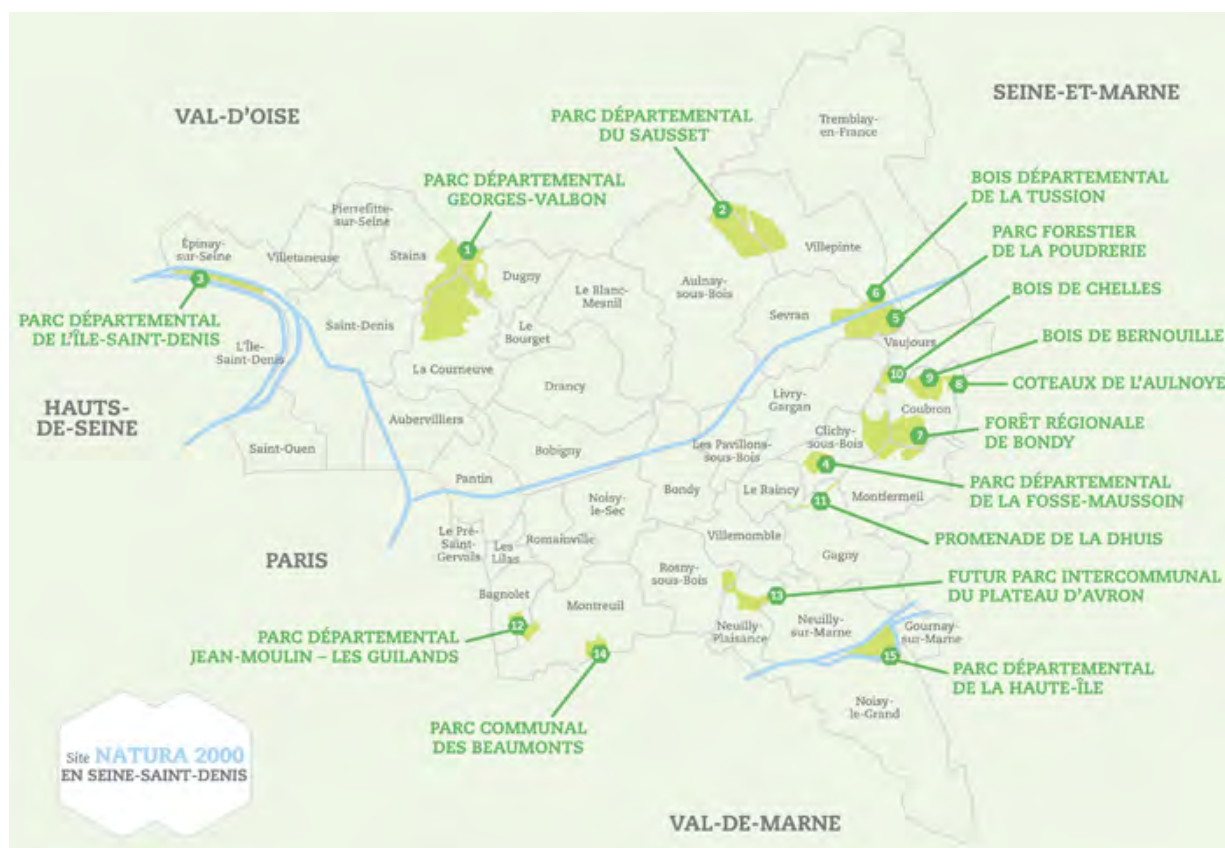 VAL-D'OISE
SEINE-ET-MARNE
HAUTS-
DE-SEINE
PARIS
VAL-DE-MARNE
PARC DÉPARTEMENTAL
DU SAUSSET
PARC DÉPARTEMENTAL
GEORGES-VALBON
BOIS DÉPARTEMENTAL
DE LA TUSSION
PARC FORESTIER
DE LA POUDRERIE
BOIS DE CHELLES
BOIS DE BERNOUILLE
COTEAUX DE L'AULNOYE
FORÊT RÉGIONALE
DE BONDY
PARC DÉPARTEMENTAL
DE LA FOSSE-MAUSSOIN
PROMENADE DE LA DHUIS
FUTUR PARC INTERCOMMUNAL
DU PLATEAU D'AVRON
PARC DÉPARTEMENTAL
DE LA HAUTE-ÎLE
PARC DÉPARTEMENTAL
DE L'ÎLE-SAINT-DENIS
PARC DÉPARTEMENTAL
JEAN-MOULIN – LES GUILANDS
PARC COMMUNAL
DES BEAUMONTS
Tremblay-
en-France
Pierrefitte-
sur-Seine
Épinay-
sur-Seine
Villetaneuse
Stains
Dugny
Villepinte
Aulnay-
sous-Bois
Le Blanc-
Mesnil
Le
Bourget
Sevran
Vaujours
Saint-Denis
L'Île-
Saint-Denis
La Courneuve
Drancy
Livry-
Gargan
Coubron
Clichy-
sous-Bois
Aubervilliers
Saint-Ouen
Bobigny
Les Pavillons-
sous-Bois
Pantin
Bondy
Le Raincy
Montfermeil
Noisy-
le-Sec
Le Pré-
Saint-
Gervais
Les
Lilas
Romainville
Villemomble
Gagny
Rosny-
sous-Bois
Bagnolet
Montreuil
Neuilly-
Plaisance
Neuilly-
sur-Marne
Gournay-
sur-Marne
Noisy-
le-Grand
1
2
3
4
5
6
7
8
9
10
11
12
13
14
15
Site NATURA 2000
EN SEINE-SAINT-DENIS